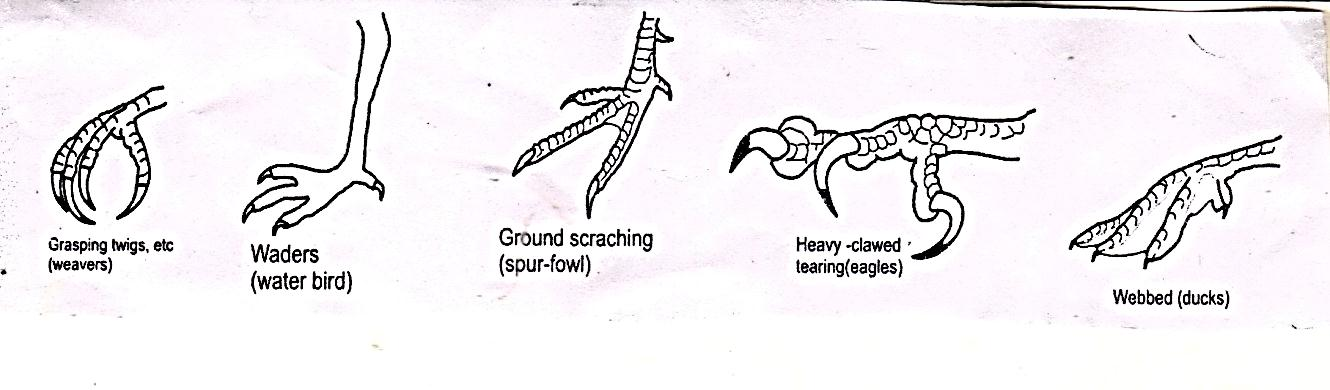 Grasping twigs, etc
(weavers)
Waders
(water bird)
Ground scraching
(spur-fowl)
Heavy -clawed
tearing(eagles)
Webbed (ducks)